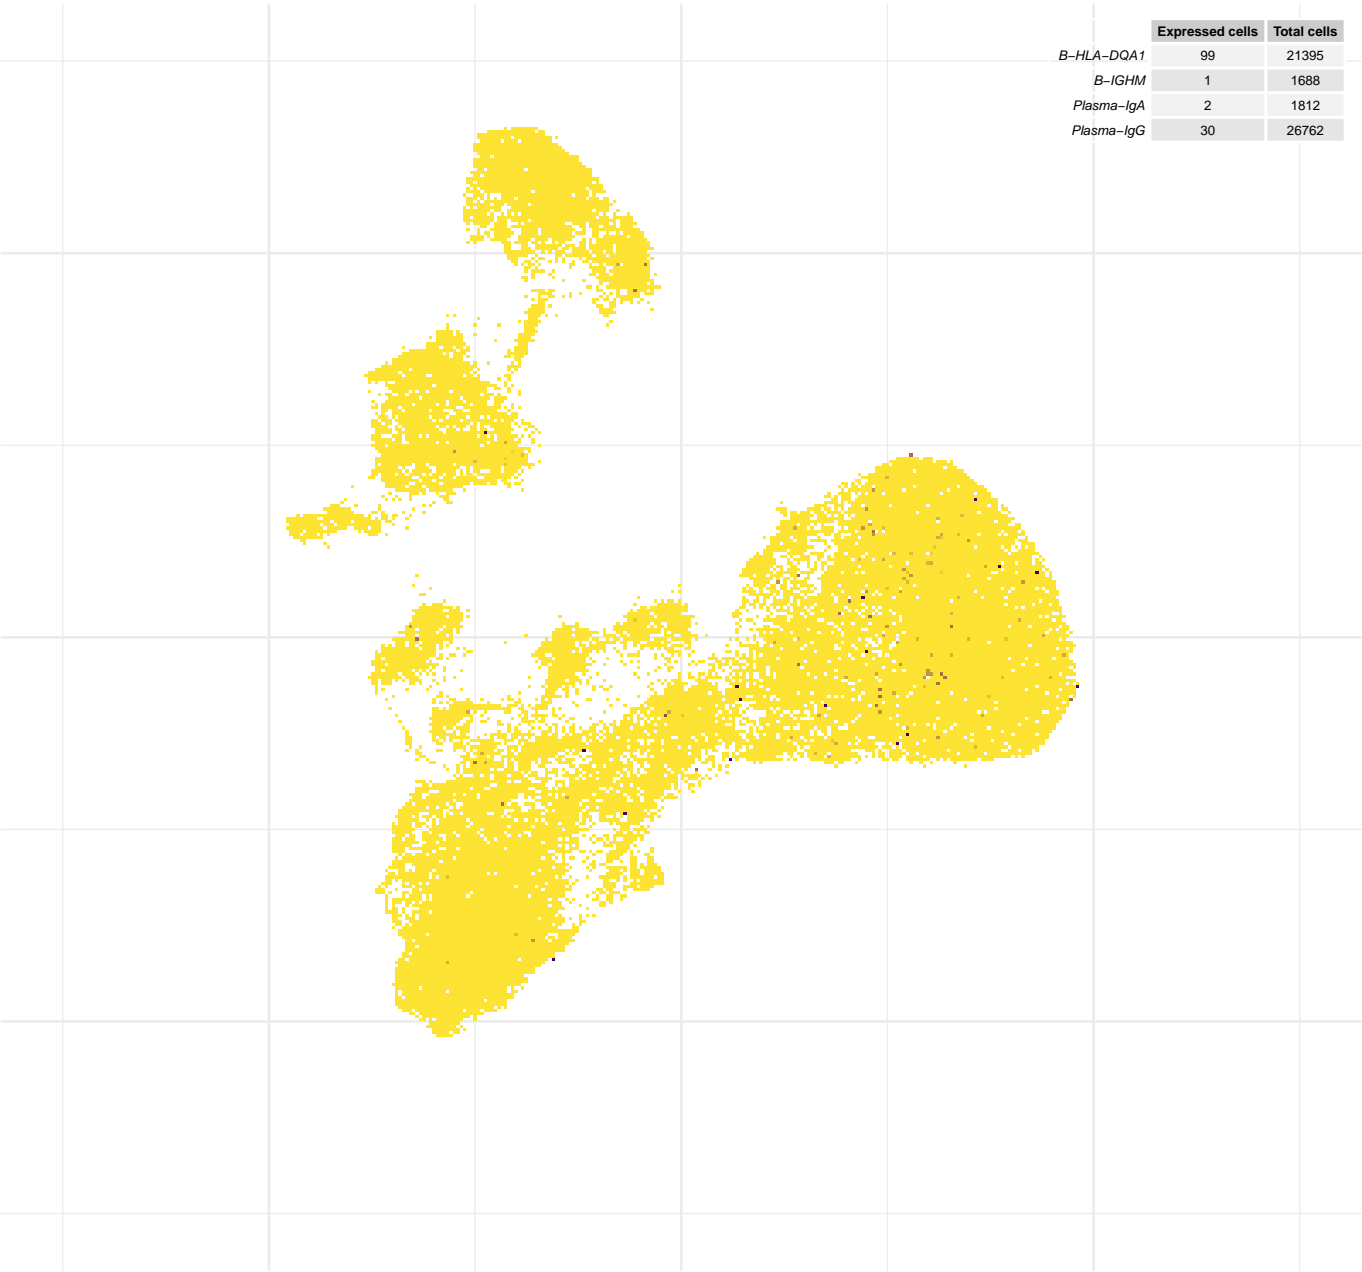 Expressed cells Total cells
B−HLA−DQA1 99 21395
B−IGHM 1 1688
Plasma−IgA 2 1812
Plasma−IgG 30 26762